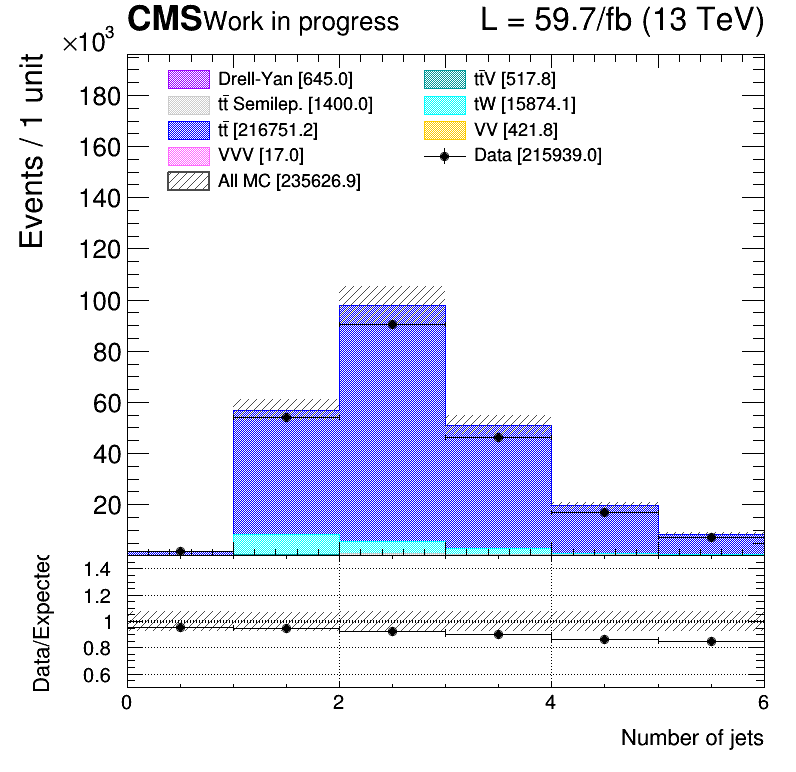 CMS Work in progress L = 59.7/fb (13 TeV)
×10³
Events / 1 unit
180
160
140
120
100
80
60
40
20
Drell-Yan [645.0]
tt̄ Semilep. [1400.0]
tt̄ [216751.2]
VVV [17.0]
All MC [235626.9]
tt̄V [517.8]
tW [15874.1]
VV [421.8]
Data [215939.0]
Data/Expected
1.4
1.2
1
0.8
0.6
0 2 4 6
Number of jets